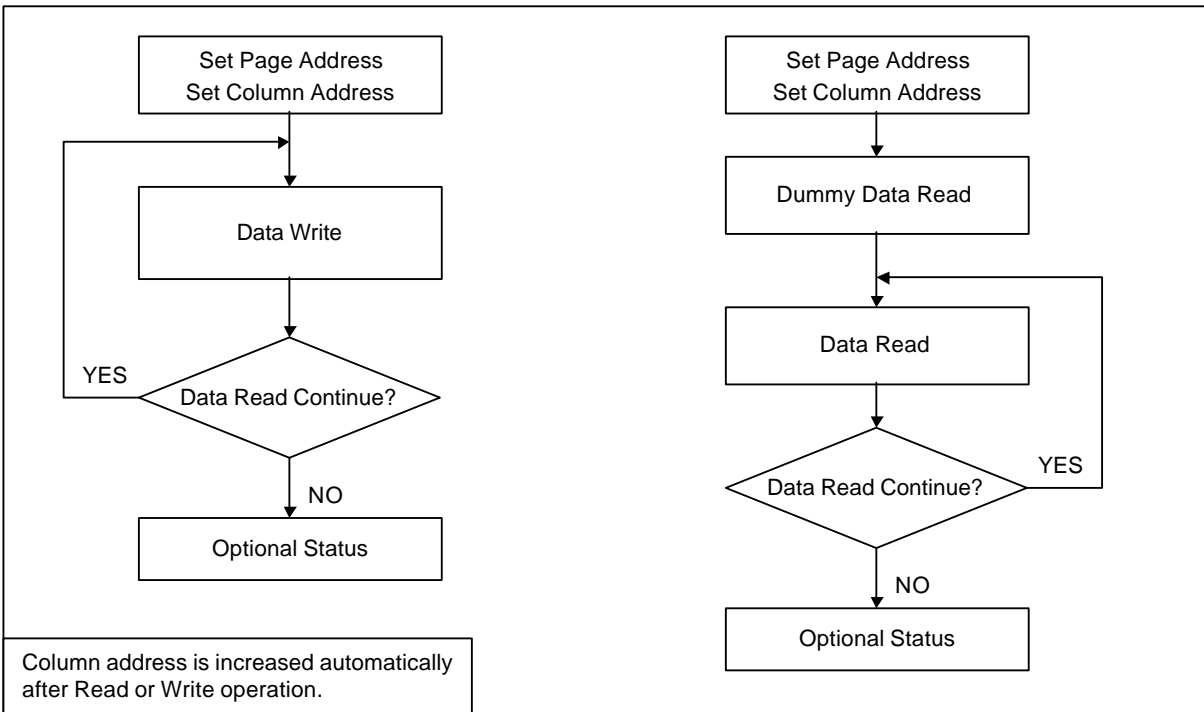 Set Page Address
Set Column Address
Data Write
YES
Data Read Continue?
NO
Optional Status
Column address is increased automatically
after Read or Write operation.
Set Page Address
Set Column Address
Dummy Data Read
Data Read
YES
Data Read Continue?
NO
Optional Status